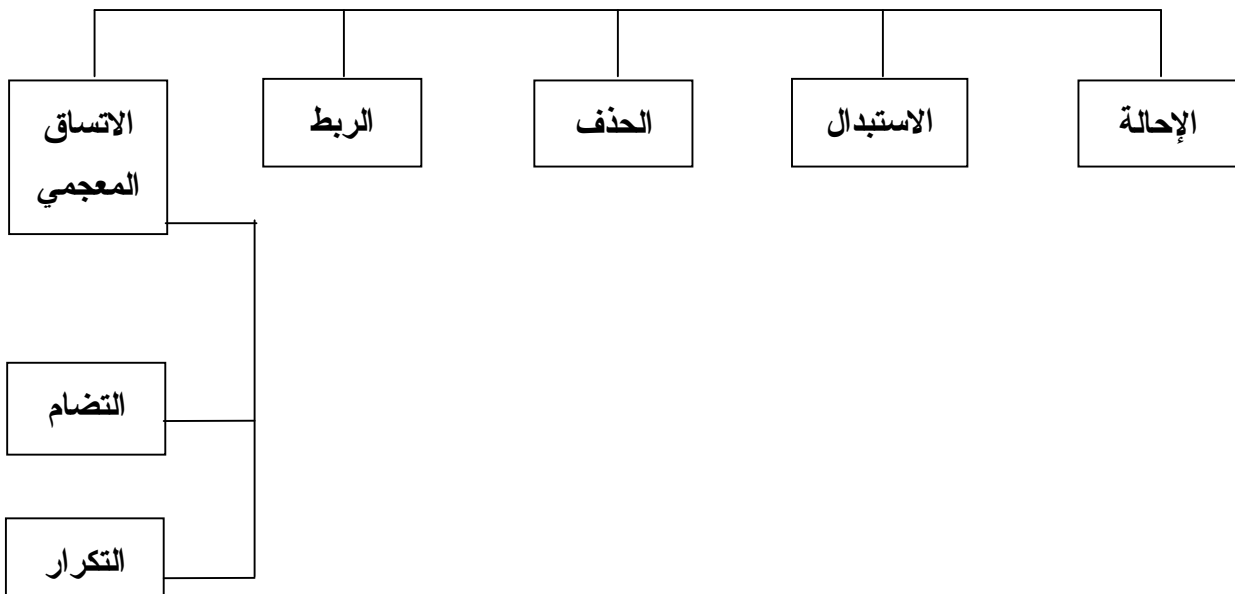 الإحالة
الاستبدال
الحذف
الربط
الاتساق
المعجمي
التضام
التكرار